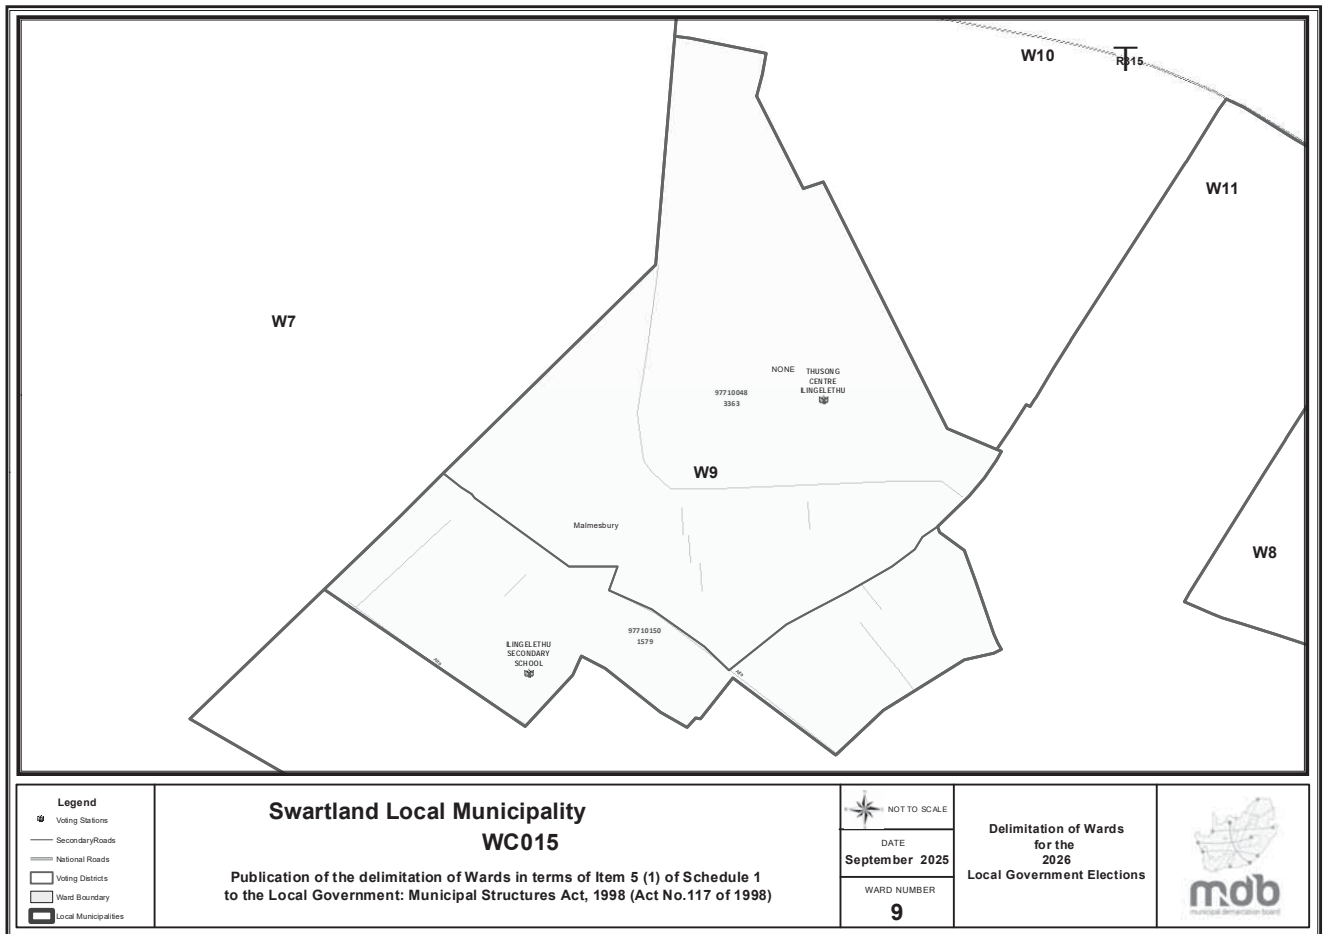 W10
R315
W11
W7
NONE
THUSONG
CENTRE
ILINGELETHU
97710048
3363
W9
Malmesbury
W8
97710150
1579
ILINGELETHU
SECONDARY
SCHOOL
Legend
Voting Stations
SecondaryRoads
National Roads
Voting Districts
Ward Boundary
Local Municipalities
Swartland Local Municipality
WC015
Publication of the delimitation of Wards in terms of Item 5 (1) of Schedule 1
to the Local Government: Municipal Structures Act, 1998 (Act No.117 of 1998)
NOT TO SCALE
DATE
September 2025
WARD NUMBER
9
Delimitation of Wards
for the
2026
Local Government Elections
mdb
municipal demarcation board